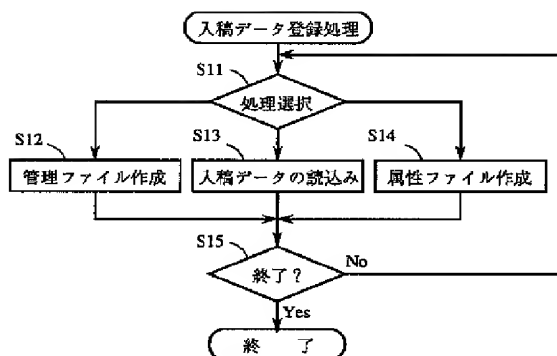 入稿データ登録処理
S11
処理選択
S12
S13
S14
管理ファイル作成
入稿データの読込み
属性ファイル作成
S15
終了?
No
Yes
終 了